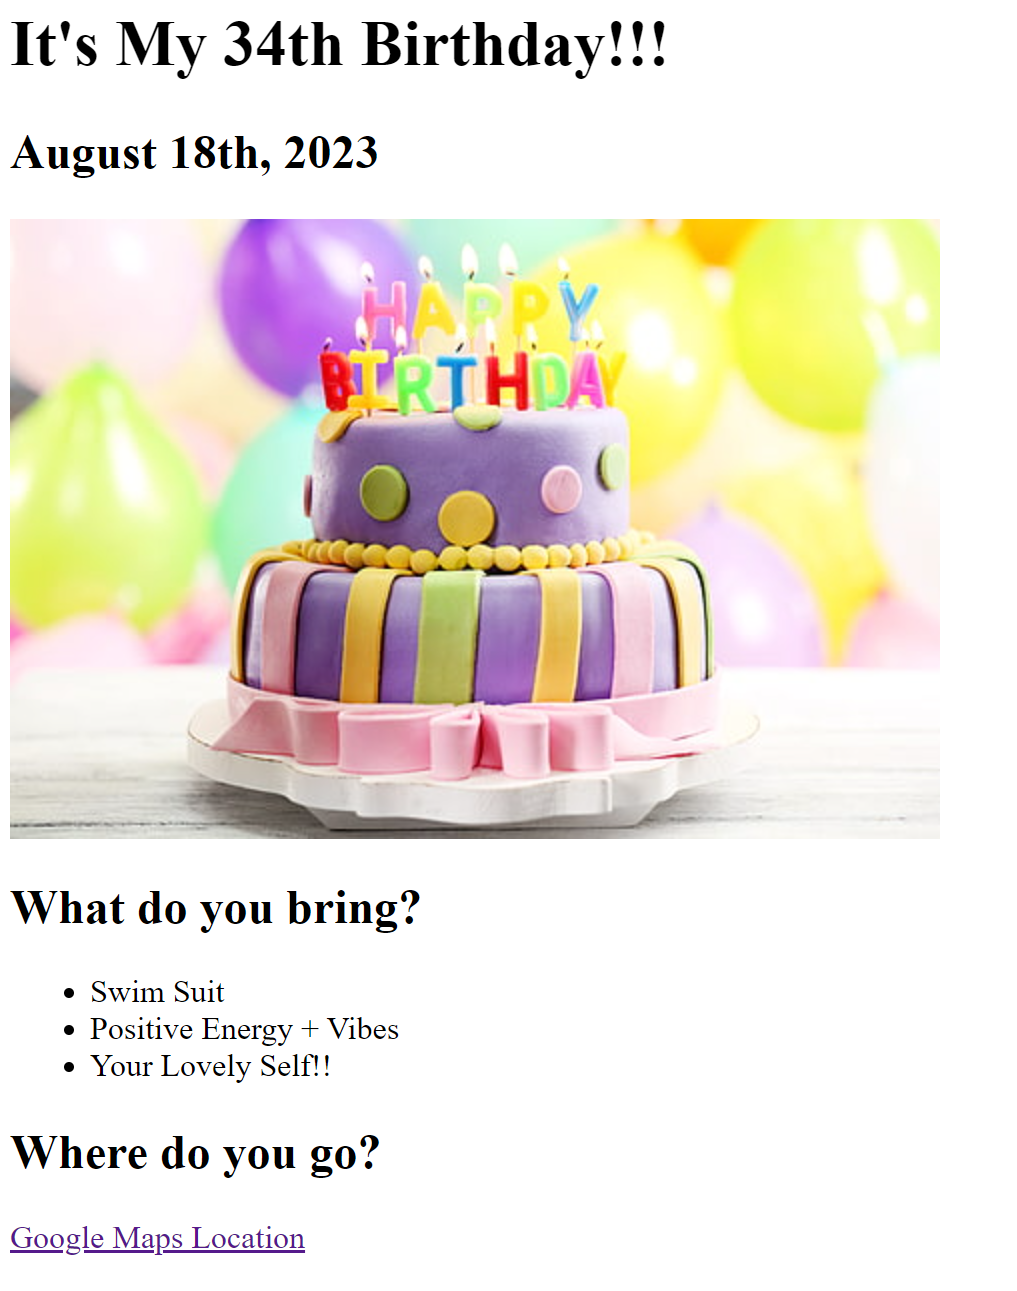 It's My 34th Birthday!!!
August 18th, 2023
HAPPY
BIRTHDAY
What do you bring?
Swim Suit
Positive Energy + Vibes
Your Lovely Self!!
Where do you go?
Google Maps Location